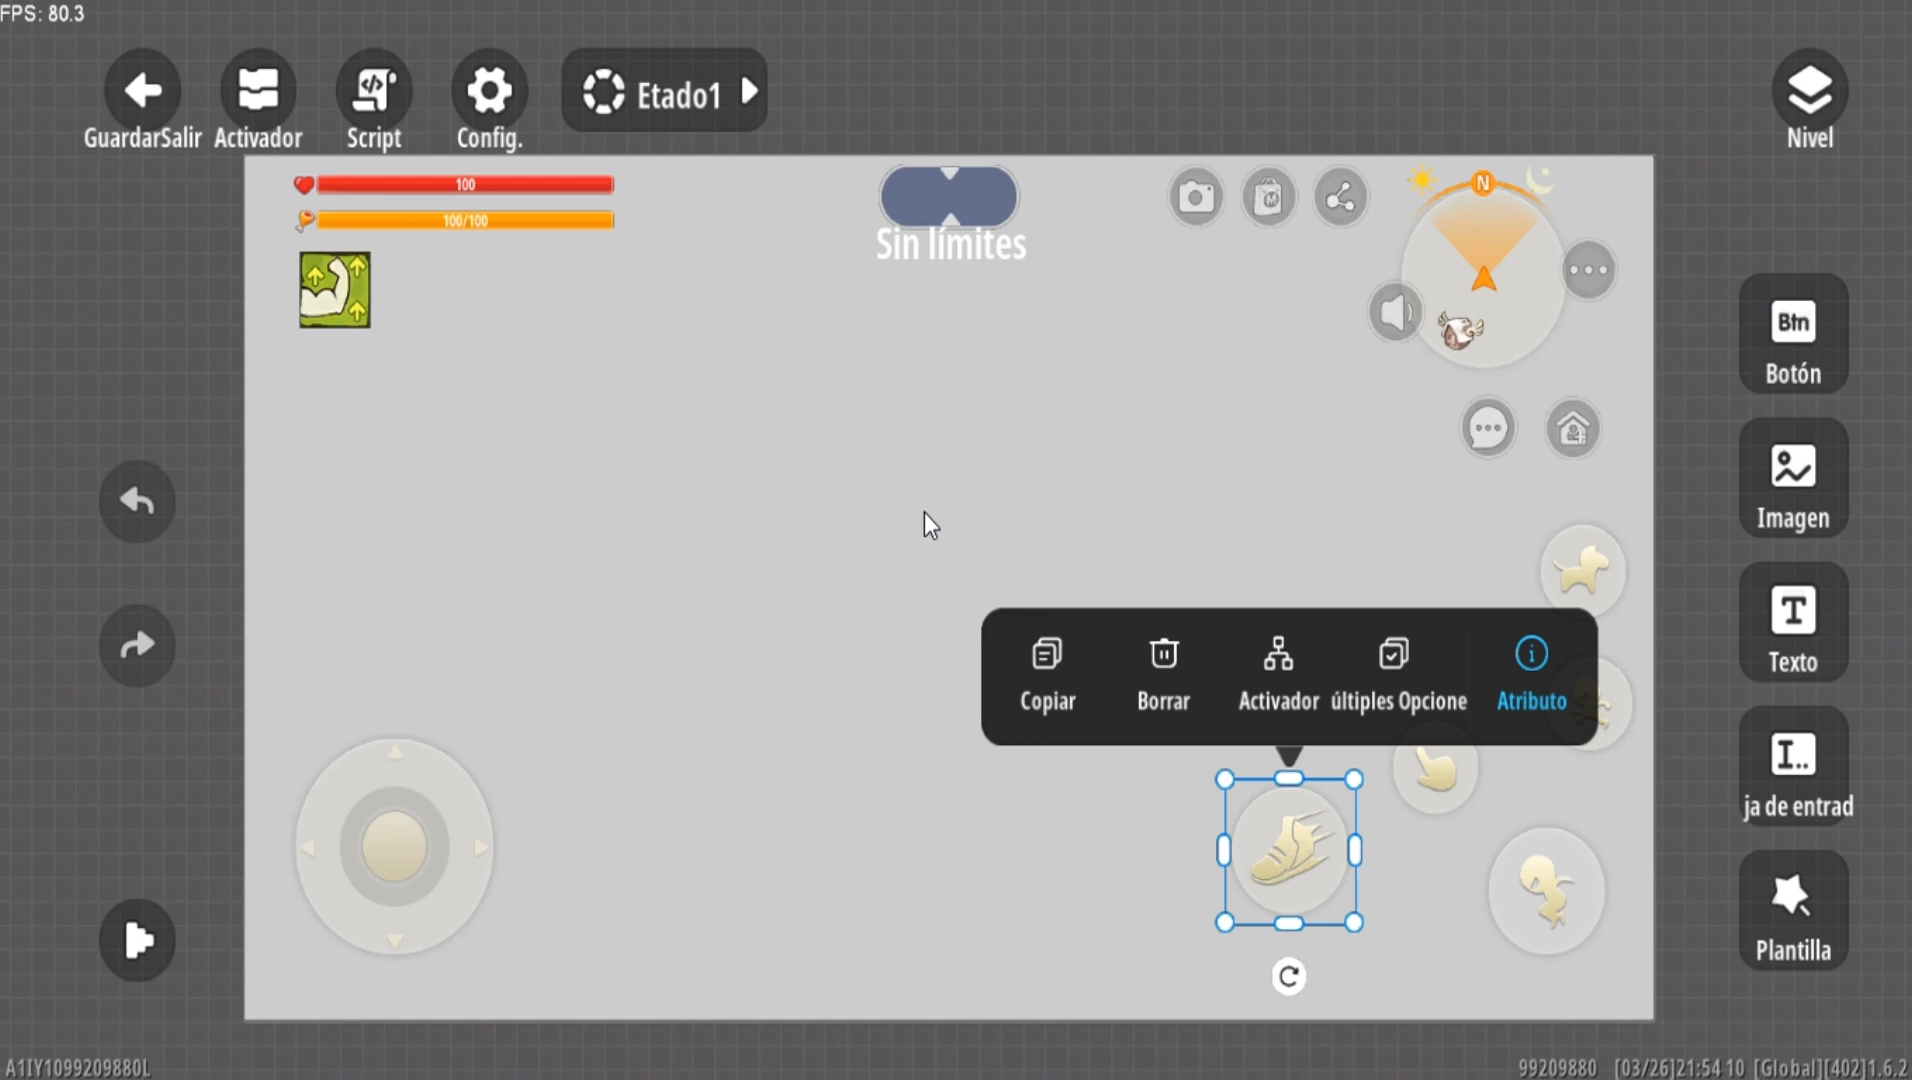 FPS: 80.3
GuardarSalir
Activador
Script
Config.
Etado1
Nivel
100
100/100
Sin límites
M
N
Btn
Botón
Imagen
T
Texto
I..
ja de entrad
Plantilla
Copiar
Borrar
Activador
últiples Opcione
Atributo
A1IY1099209880L
99209880 [03/26]21:54 10 [Global][402]1.6.2